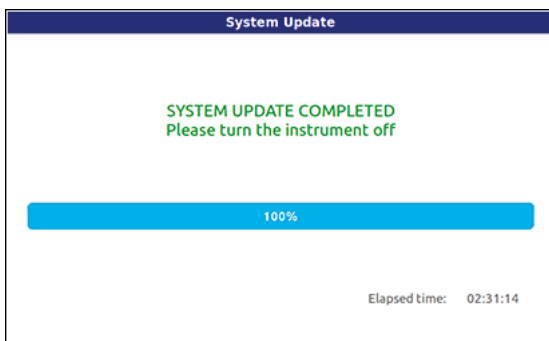 System Update
SYSTEM UPDATE COMPLETED
Please turn the instrument off
100%
Elapsed time: 02:31:14